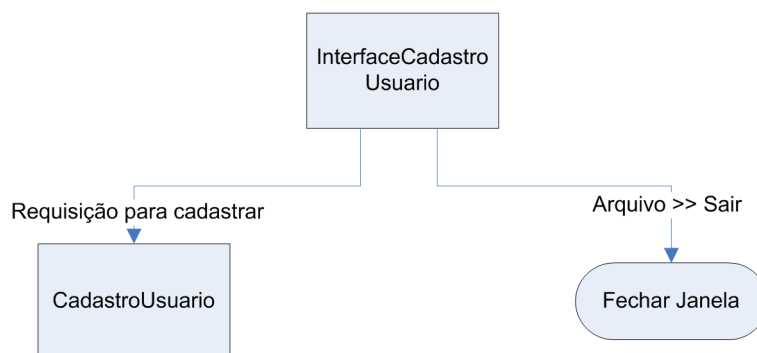 InterfaceCadastro
Usuario
Requisição para cadastrar
Arquivo >> Sair
CadastroUsuario
Fechar Janela